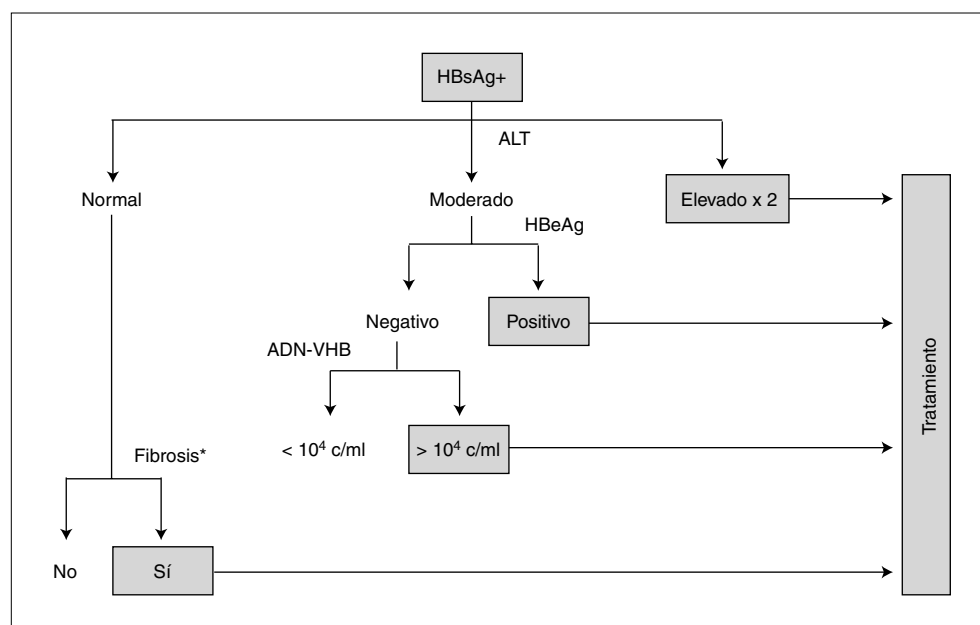 HBsAg+
ALT
Normal
Moderado
Elevado x 2
HBeAg
Negativo
Positivo
ADN-VHB
< 10⁴ c/ml
> 10⁴ c/ml
Fibrosis*
No
Sí
Tratamiento